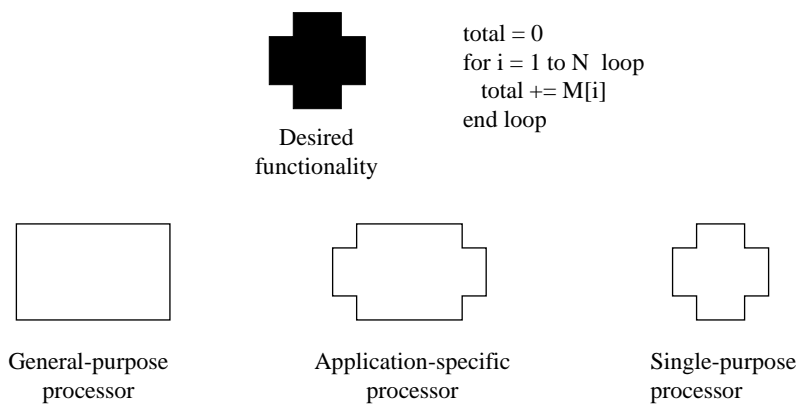 total = 0
for i = 1 to N loop
total += M[i]
end loop
Desired
functionality
General-purpose
processor
Application-specific
processor
Single-purpose
processor